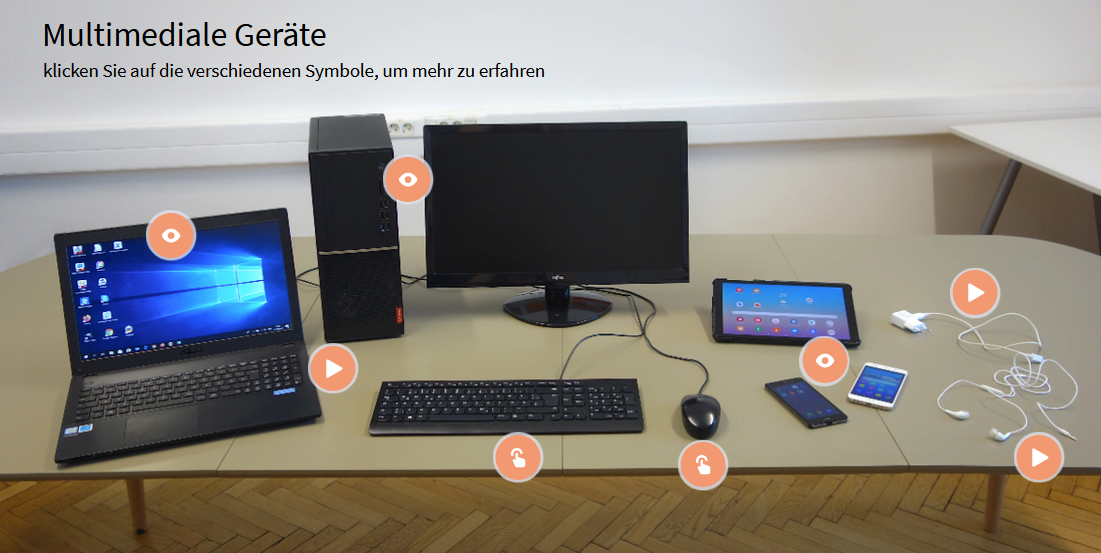 Multimediale Geräte
klicken Sie auf die verschiedenen Symbole, um mehr zu erfahren